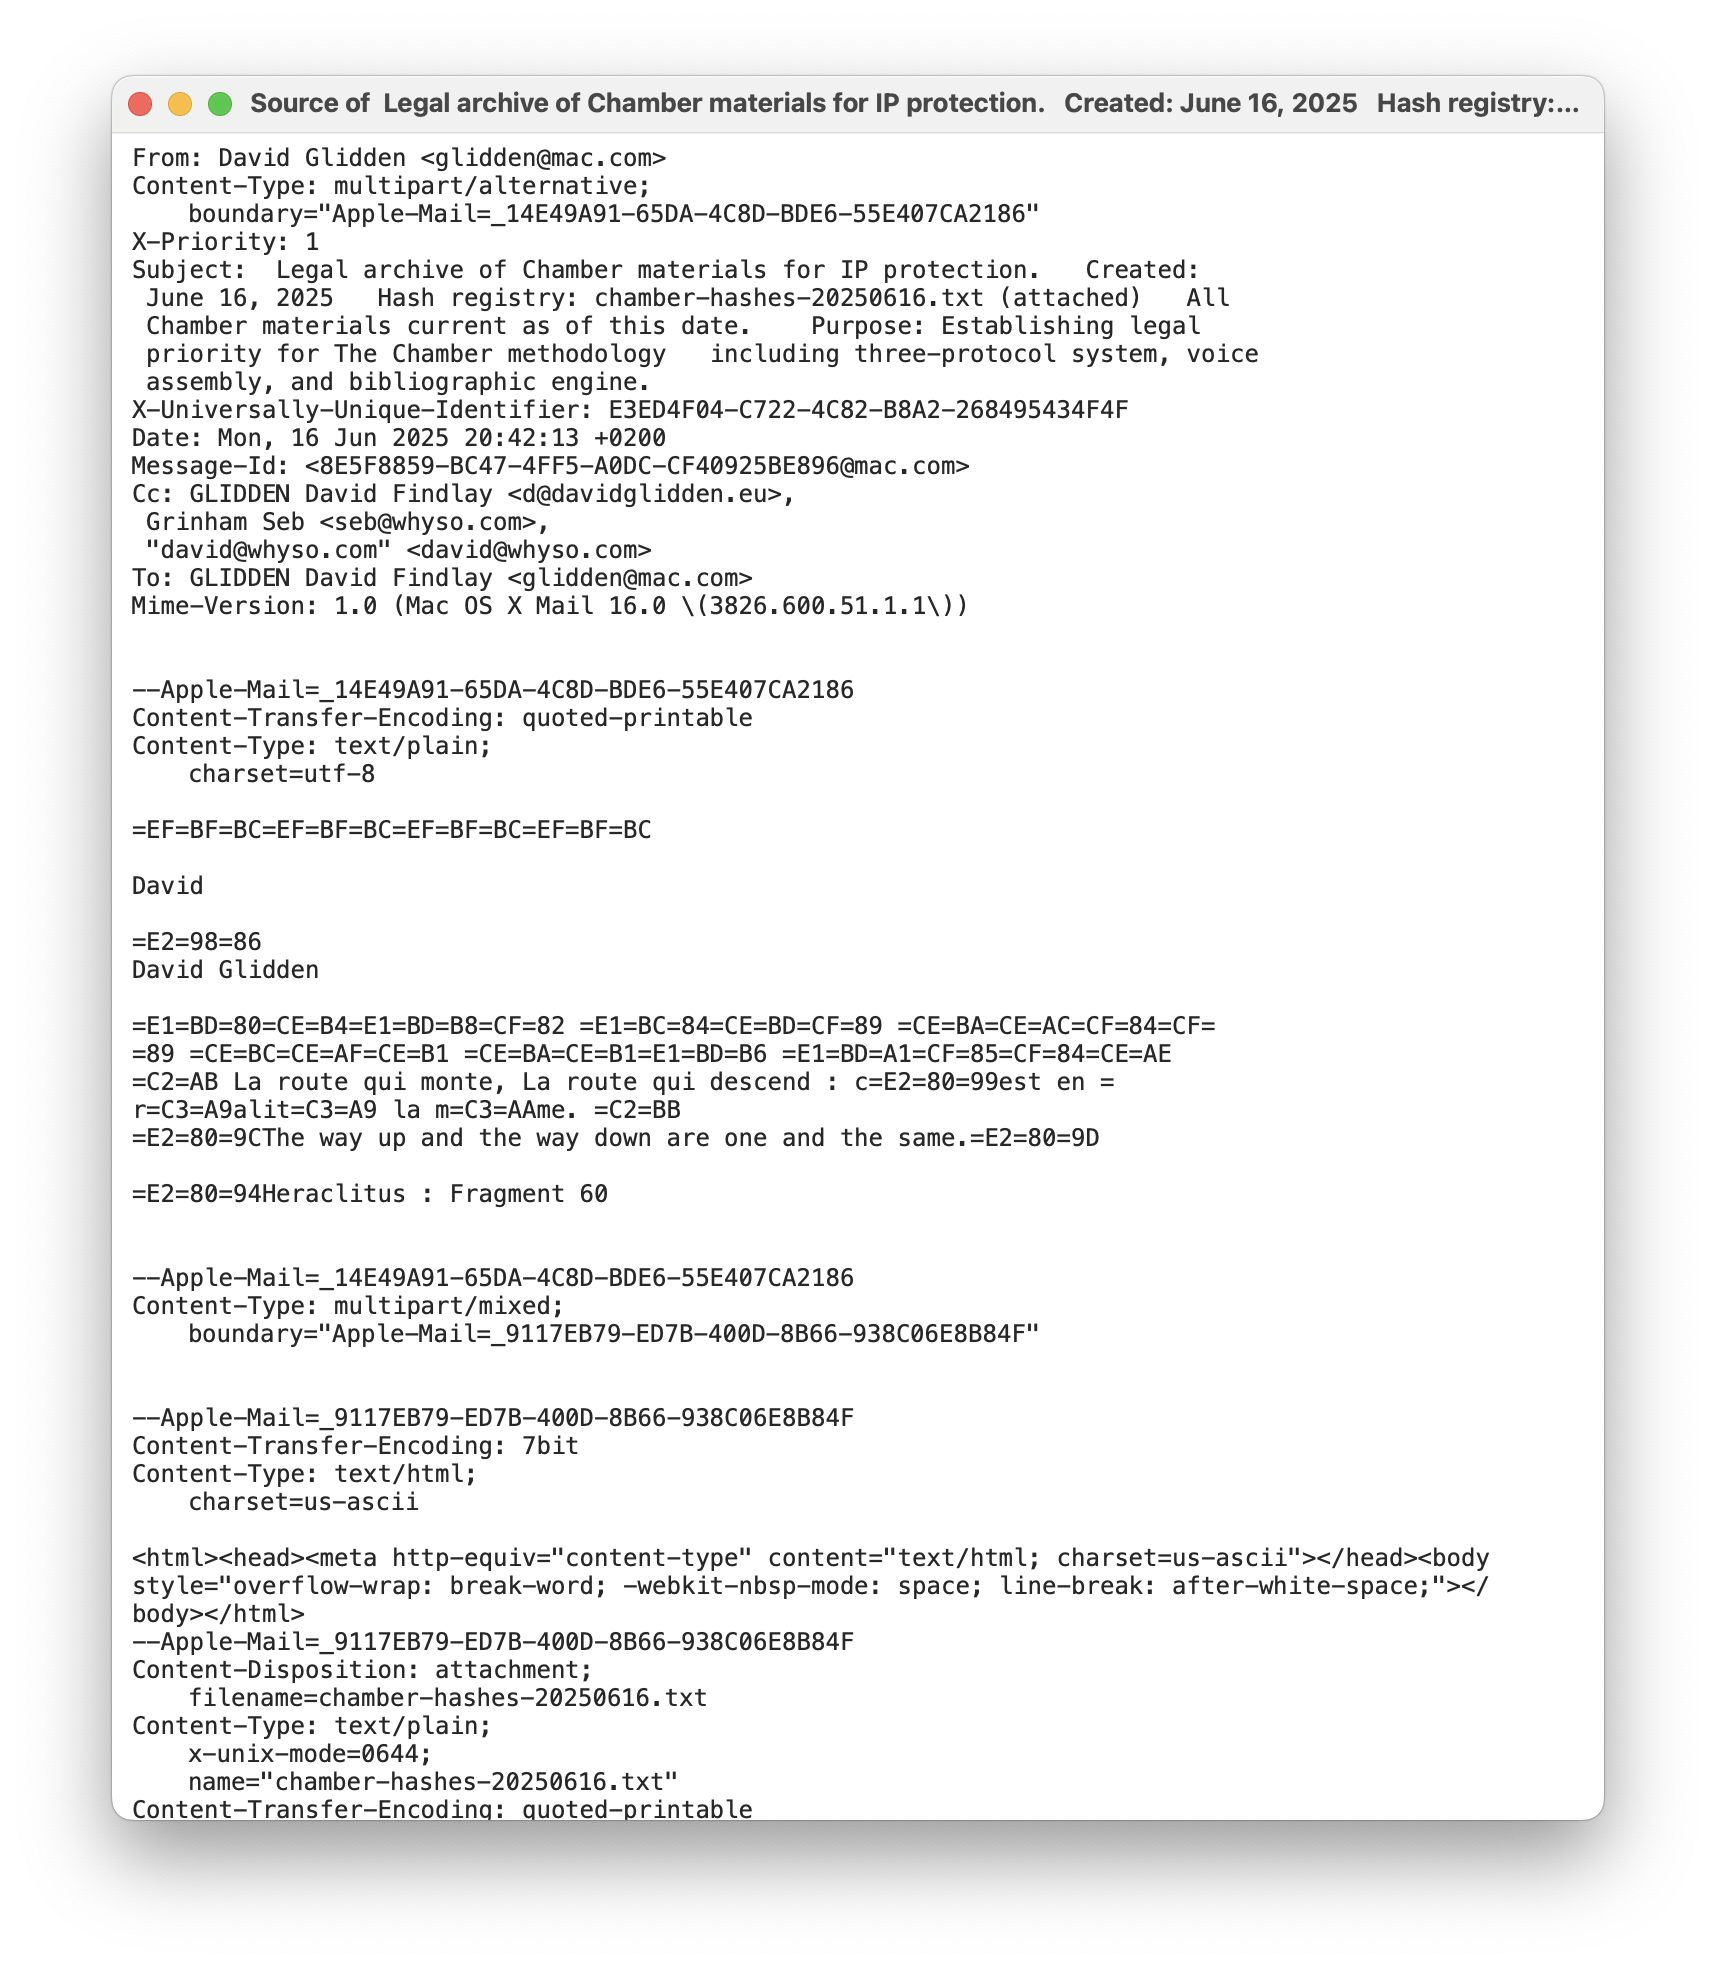 Source of  Legal archive of Chamber materials for IP protection.   Created: June 16, 2025   Hash registry:...
From: David Glidden <glidden@mac.com>
Content-Type: multipart/alternative;
    boundary="Apple-Mail=_14E49A91-65DA-4C8D-BDE6-55E407CA2186"
X-Priority: 1
Subject:  Legal archive of Chamber materials for IP protection.   Created:
 June 16, 2025   Hash registry: chamber-hashes-20250616.txt (attached)   All
 Chamber materials current as of this date.    Purpose: Establishing legal
 priority for The Chamber methodology   including three-protocol system, voice
 assembly, and bibliographic engine.
X-Universally-Unique-Identifier: E3ED4F04-C722-4C82-B8A2-268495434F4F
Date: Mon, 16 Jun 2025 20:42:13 +0200
Message-Id: <8E5F8859-BC47-4FF5-A0DC-CF40925BE896@mac.com>
Cc: GLIDDEN David Findlay <d@davidglidden.eu>,
 Grinham Seb <seb@whyso.com>,
 "david@whyso.com" <david@whyso.com>
To: GLIDDEN David Findlay <glidden@mac.com>
Mime-Version: 1.0 (Mac OS X Mail 16.0 \(3826.600.51.1.1\))
--Apple-Mail=_14E49A91-65DA-4C8D-BDE6-55E407CA2186
Content-Transfer-Encoding: quoted-printable
Content-Type: text/plain;
    charset=utf-8
=EF=BF=BC=EF=BF=BC=EF=BF=BC=EF=BF=BC
David
=E2=98=86
David Glidden
=E1=BD=80=CE=B4=E1=BD=B8=CF=82 =E1=BC=84=CE=BD=CF=89 =CE=BA=CE=AC=CF=84=CF=
=89 =CE=BC=CE=AF=CE=B1 =CE=BA=CE=B1=E1=BD=B6 =E1=BD=A1=CF=85=CF=84=CE=AE
=C2=AB La route qui monte, La route qui descend : c=E2=80=99est en =
r=C3=A9alit=C3=A9 la m=C3=AAme. =C2=BB
=E2=80=9CThe way up and the way down are one and the same.=E2=80=9D
=E2=80=94Heraclitus : Fragment 60
--Apple-Mail=_14E49A91-65DA-4C8D-BDE6-55E407CA2186
Content-Type: multipart/mixed;
    boundary="Apple-Mail=_9117EB79-ED7B-400D-8B66-938C06E8B84F"
--Apple-Mail=_9117EB79-ED7B-400D-8B66-938C06E8B84F
Content-Transfer-Encoding: 7bit
Content-Type: text/html;
    charset=us-ascii
<html><head><meta http-equiv="content-type" content="text/html; charset=us-ascii"></head><body
style="overflow-wrap: break-word; -webkit-nbsp-mode: space; line-break: after-white-space;"></
body></html>
--Apple-Mail=_9117EB79-ED7B-400D-8B66-938C06E8B84F
Content-Disposition: attachment;
    filename=chamber-hashes-20250616.txt
Content-Type: text/plain;
    x-unix-mode=0644;
    name="chamber-hashes-20250616.txt"
Content-Transfer-Encoding: quoted-printable